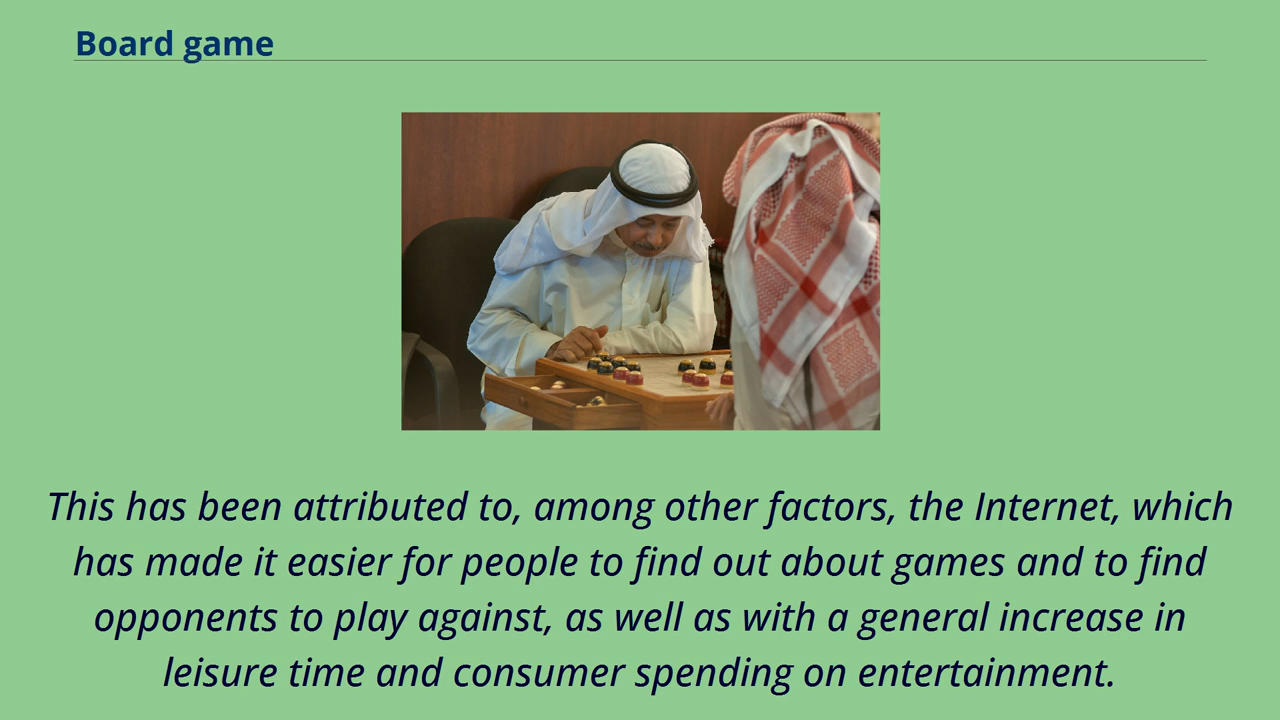 Board game
This has been attributed to, among other factors, the Internet, which
has made it easier for people to find out about games and to find
opponents to play against, as well as with a general increase in
leisure time and consumer spending on entertainment.